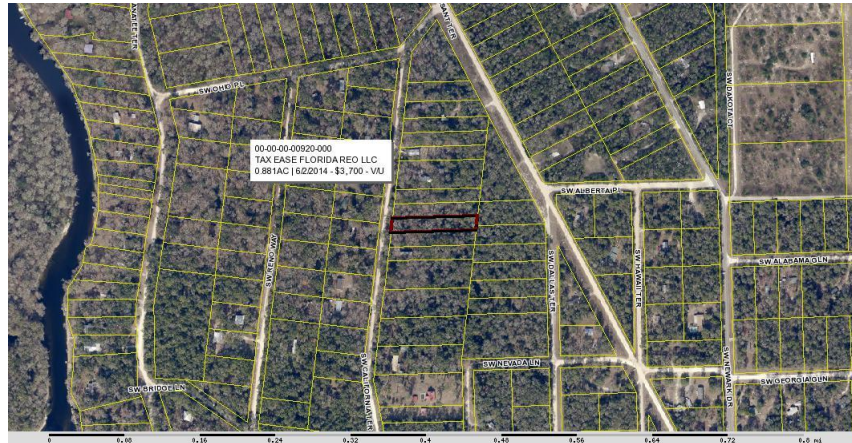 SW OHIO PL
00-00-00-00920-000
TAX EASE FLORIDA REO LLC
0.881AC | 6/2/2014 - $3,700 - V/U
SW DAKOTA CT
SW ALBERTA PL
SW RENO WAY
SW DALLAS TER
SW HAWAII TER
SW ALABAMA GLN
SW CALIFORNIA TER
SW NEVADA LN
SW NEWARK DR
SW BRIDGE LN
SW GEORGIA GLN
0 0.08 0.16 0.24 0.32 0.4 0.48 0.56 0.64 0.72 0.8 mi